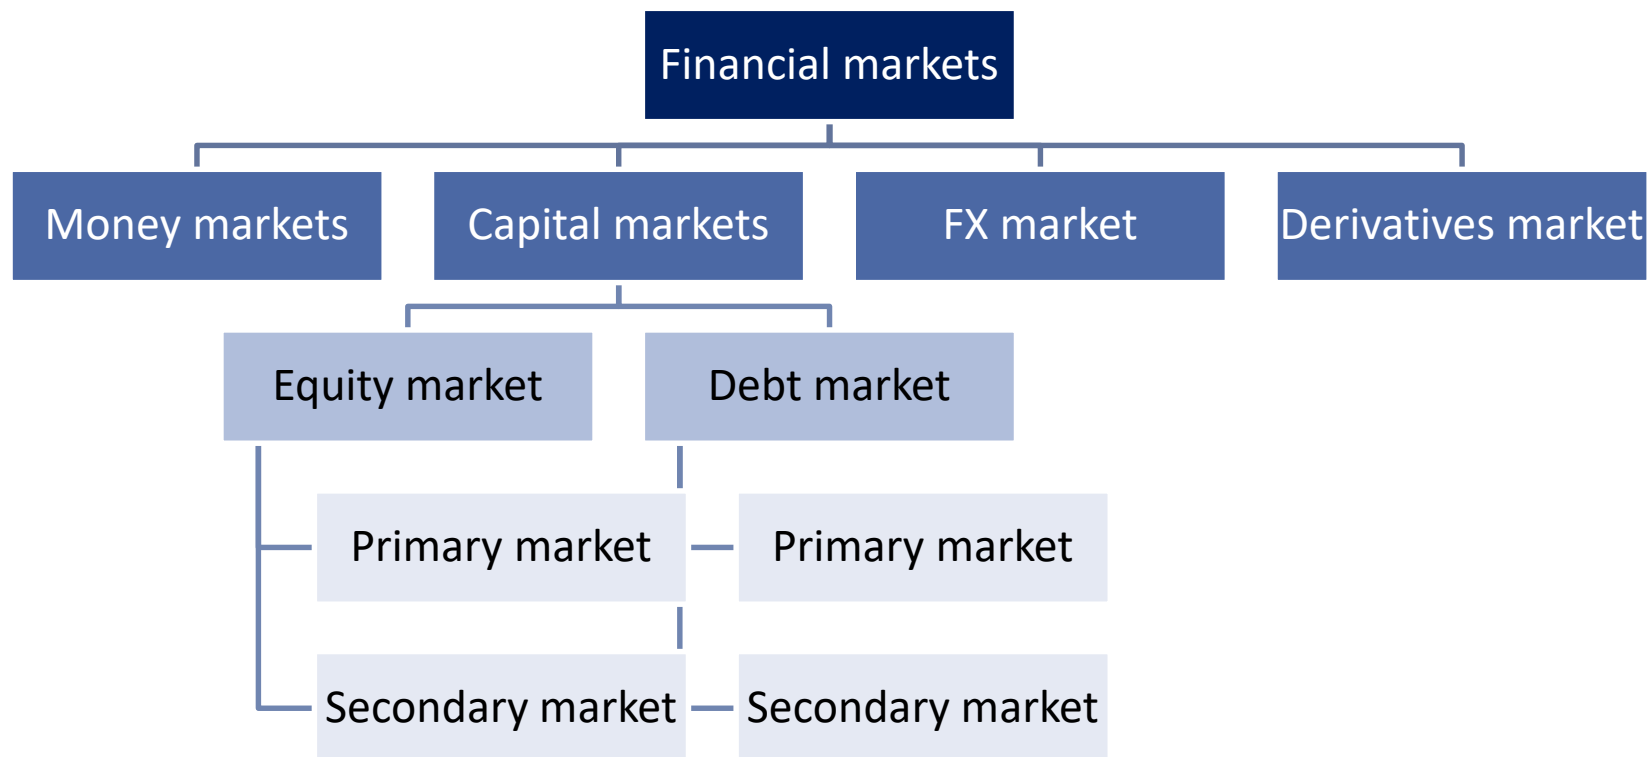 Financial markets
Money markets
Capital markets
FX market
Derivatives market
Equity market
Debt market
Primary market
Primary market
Secondary market
Secondary market